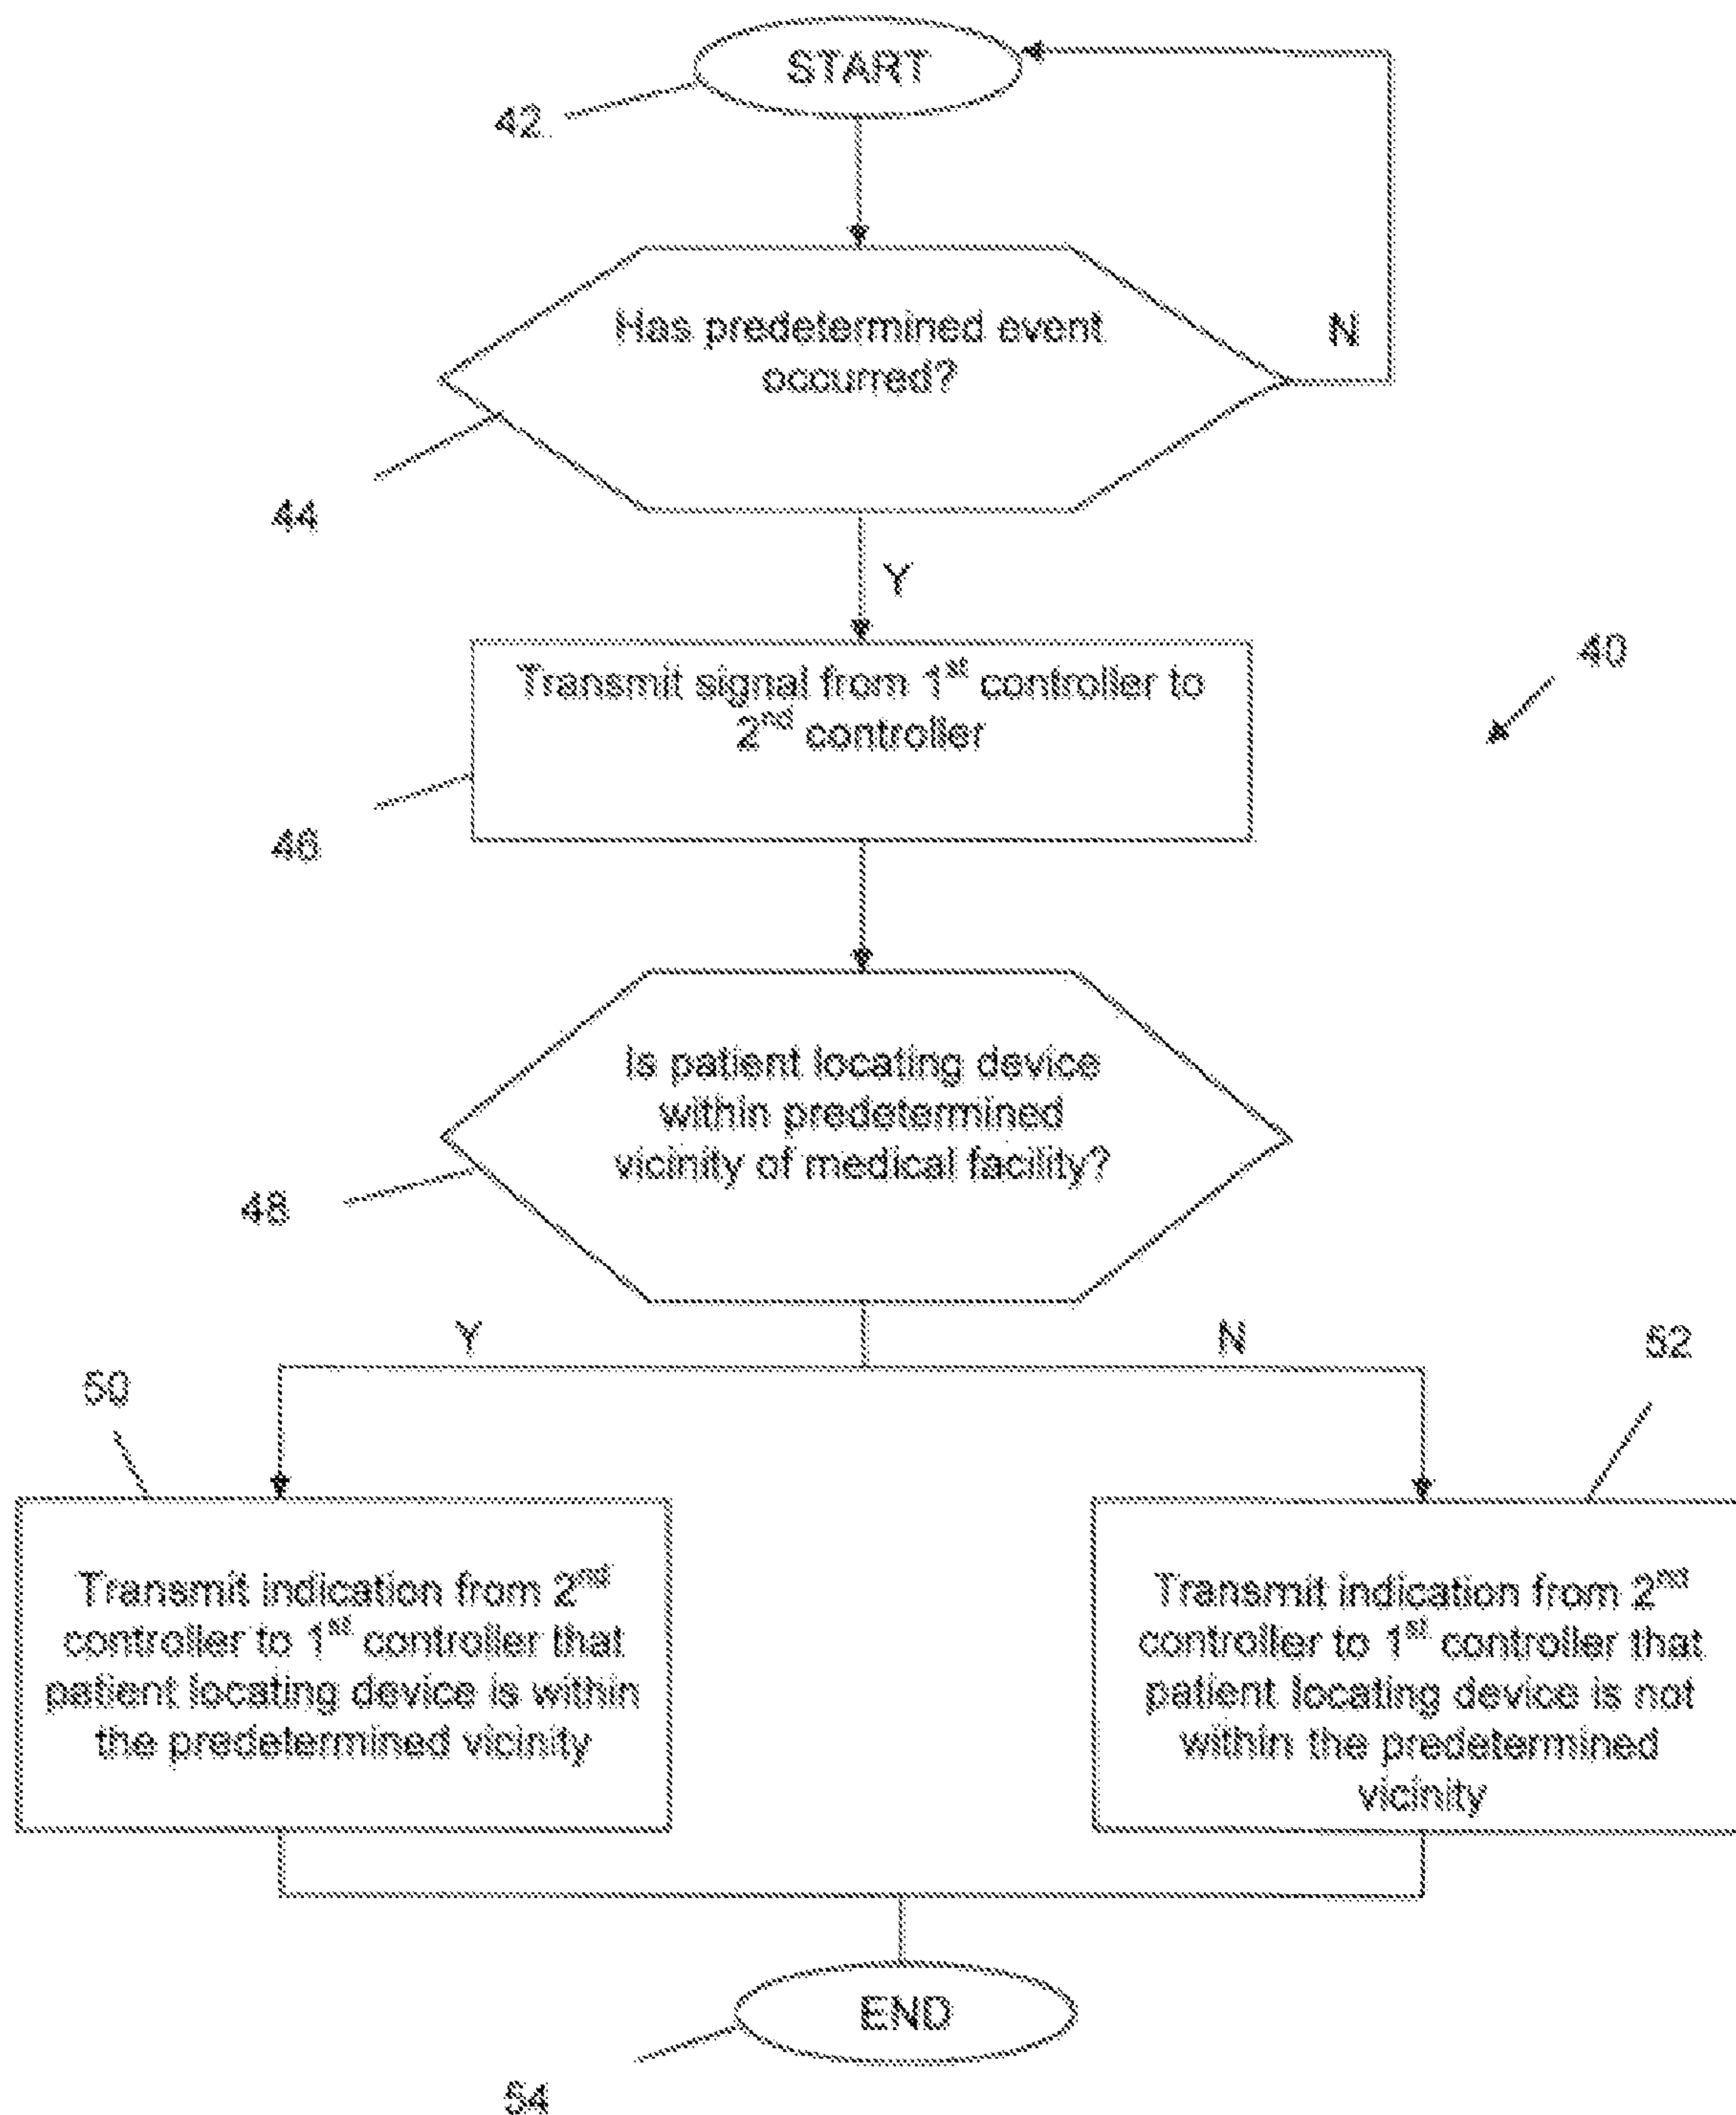 START
42
Has predetermined event
occurred?
N
44
Y
Transmit signal from 1st controller to
2nd controller
40
46
Is patient locating device
within predetermined
vicinity of medical facility?
48
Y
N
52
50
Transmit indication from 2nd
controller to 1st controller that
patient locating device is within
the predetermined vicinity
Transmit indication from 2nd
controller to 1st controller that
patient locating device is not
within the predetermined
vicinity
END
54